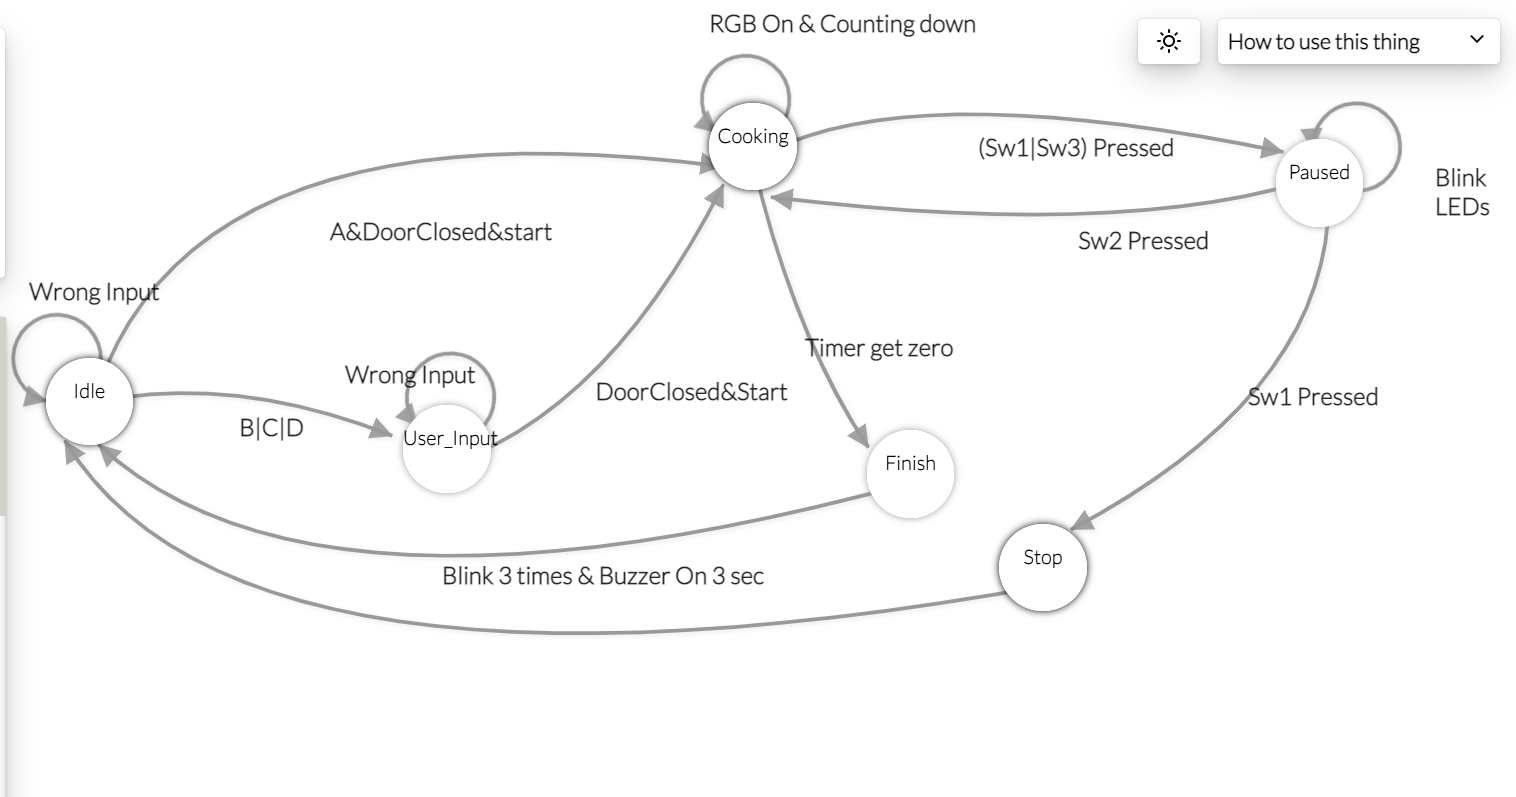 RGB On & Counting down
How to use this thing
Cooking
(Sw1|Sw3) Pressed
Paused
Blink
LEDs
A&DoorClosed&start
Sw2 Pressed
Wrong Input
Timer get zero
Wrong Input
Idle
DoorClosed&Start
Sw1 Pressed
B|C|D
User_Input
Finish
Stop
Blink 3 times & Buzzer On 3 sec